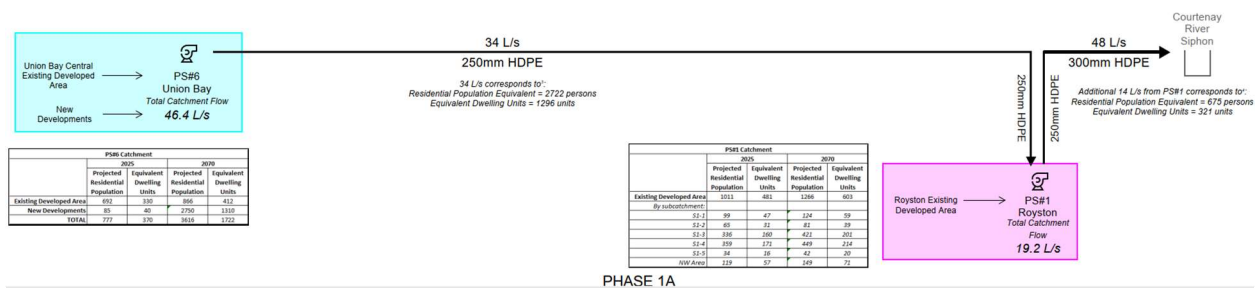 Union Bay Central
Existing Developed
Area
New
Developments
PS#6
Union Bay
Total Catchment Flow
46.4 L/s
34 L/s
250mm HDPE
34 L/s corresponds to¹:
Residential Population Equivalent = 2722 persons
Equivalent Dwelling Units = 1296 units
250mm HDPE
250mm HDPE
48 L/s
300mm HDPE
Courtenay
River
Siphon
Additional 14 L/s from PS#1 corresponds to¹:
Residential Population Equivalent = 675 persons
Equivalent Dwelling Units = 321 units
PS#6 Catchment
2025 2070
Projected Residential Population Equivalent Dwelling Units Projected Residential Population Equivalent Dwelling Units
Existing Developed Area 692 330 866 412
New Developments 85 40 2750 1310
TOTAL 777 370 3616 1722
PS#1 Catchment
2025 2070
Projected Residential Population Equivalent Dwelling Units Projected Residential Population Equivalent Dwelling Units
Existing Developed Area 1011 481 1266 603
By subcatchment:
S1-1 99 47 124 59
S1-2 65 31 81 39
S1-3 336 160 421 201
S1-4 359 171 449 214
S1-5 34 16 42 20
NW Area 119 57 149 71
Royston Existing
Developed Area
PS#1
Royston
Total Catchment
Flow
19.2 L/s
PHASE 1A